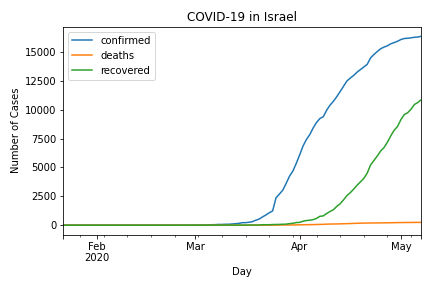 COVID-19 in Israel
confirmed
deaths
recovered
Number of Cases
15000
12500
10000
7500
5000
2500
0
Feb
2020
Mar
Apr
May
Day